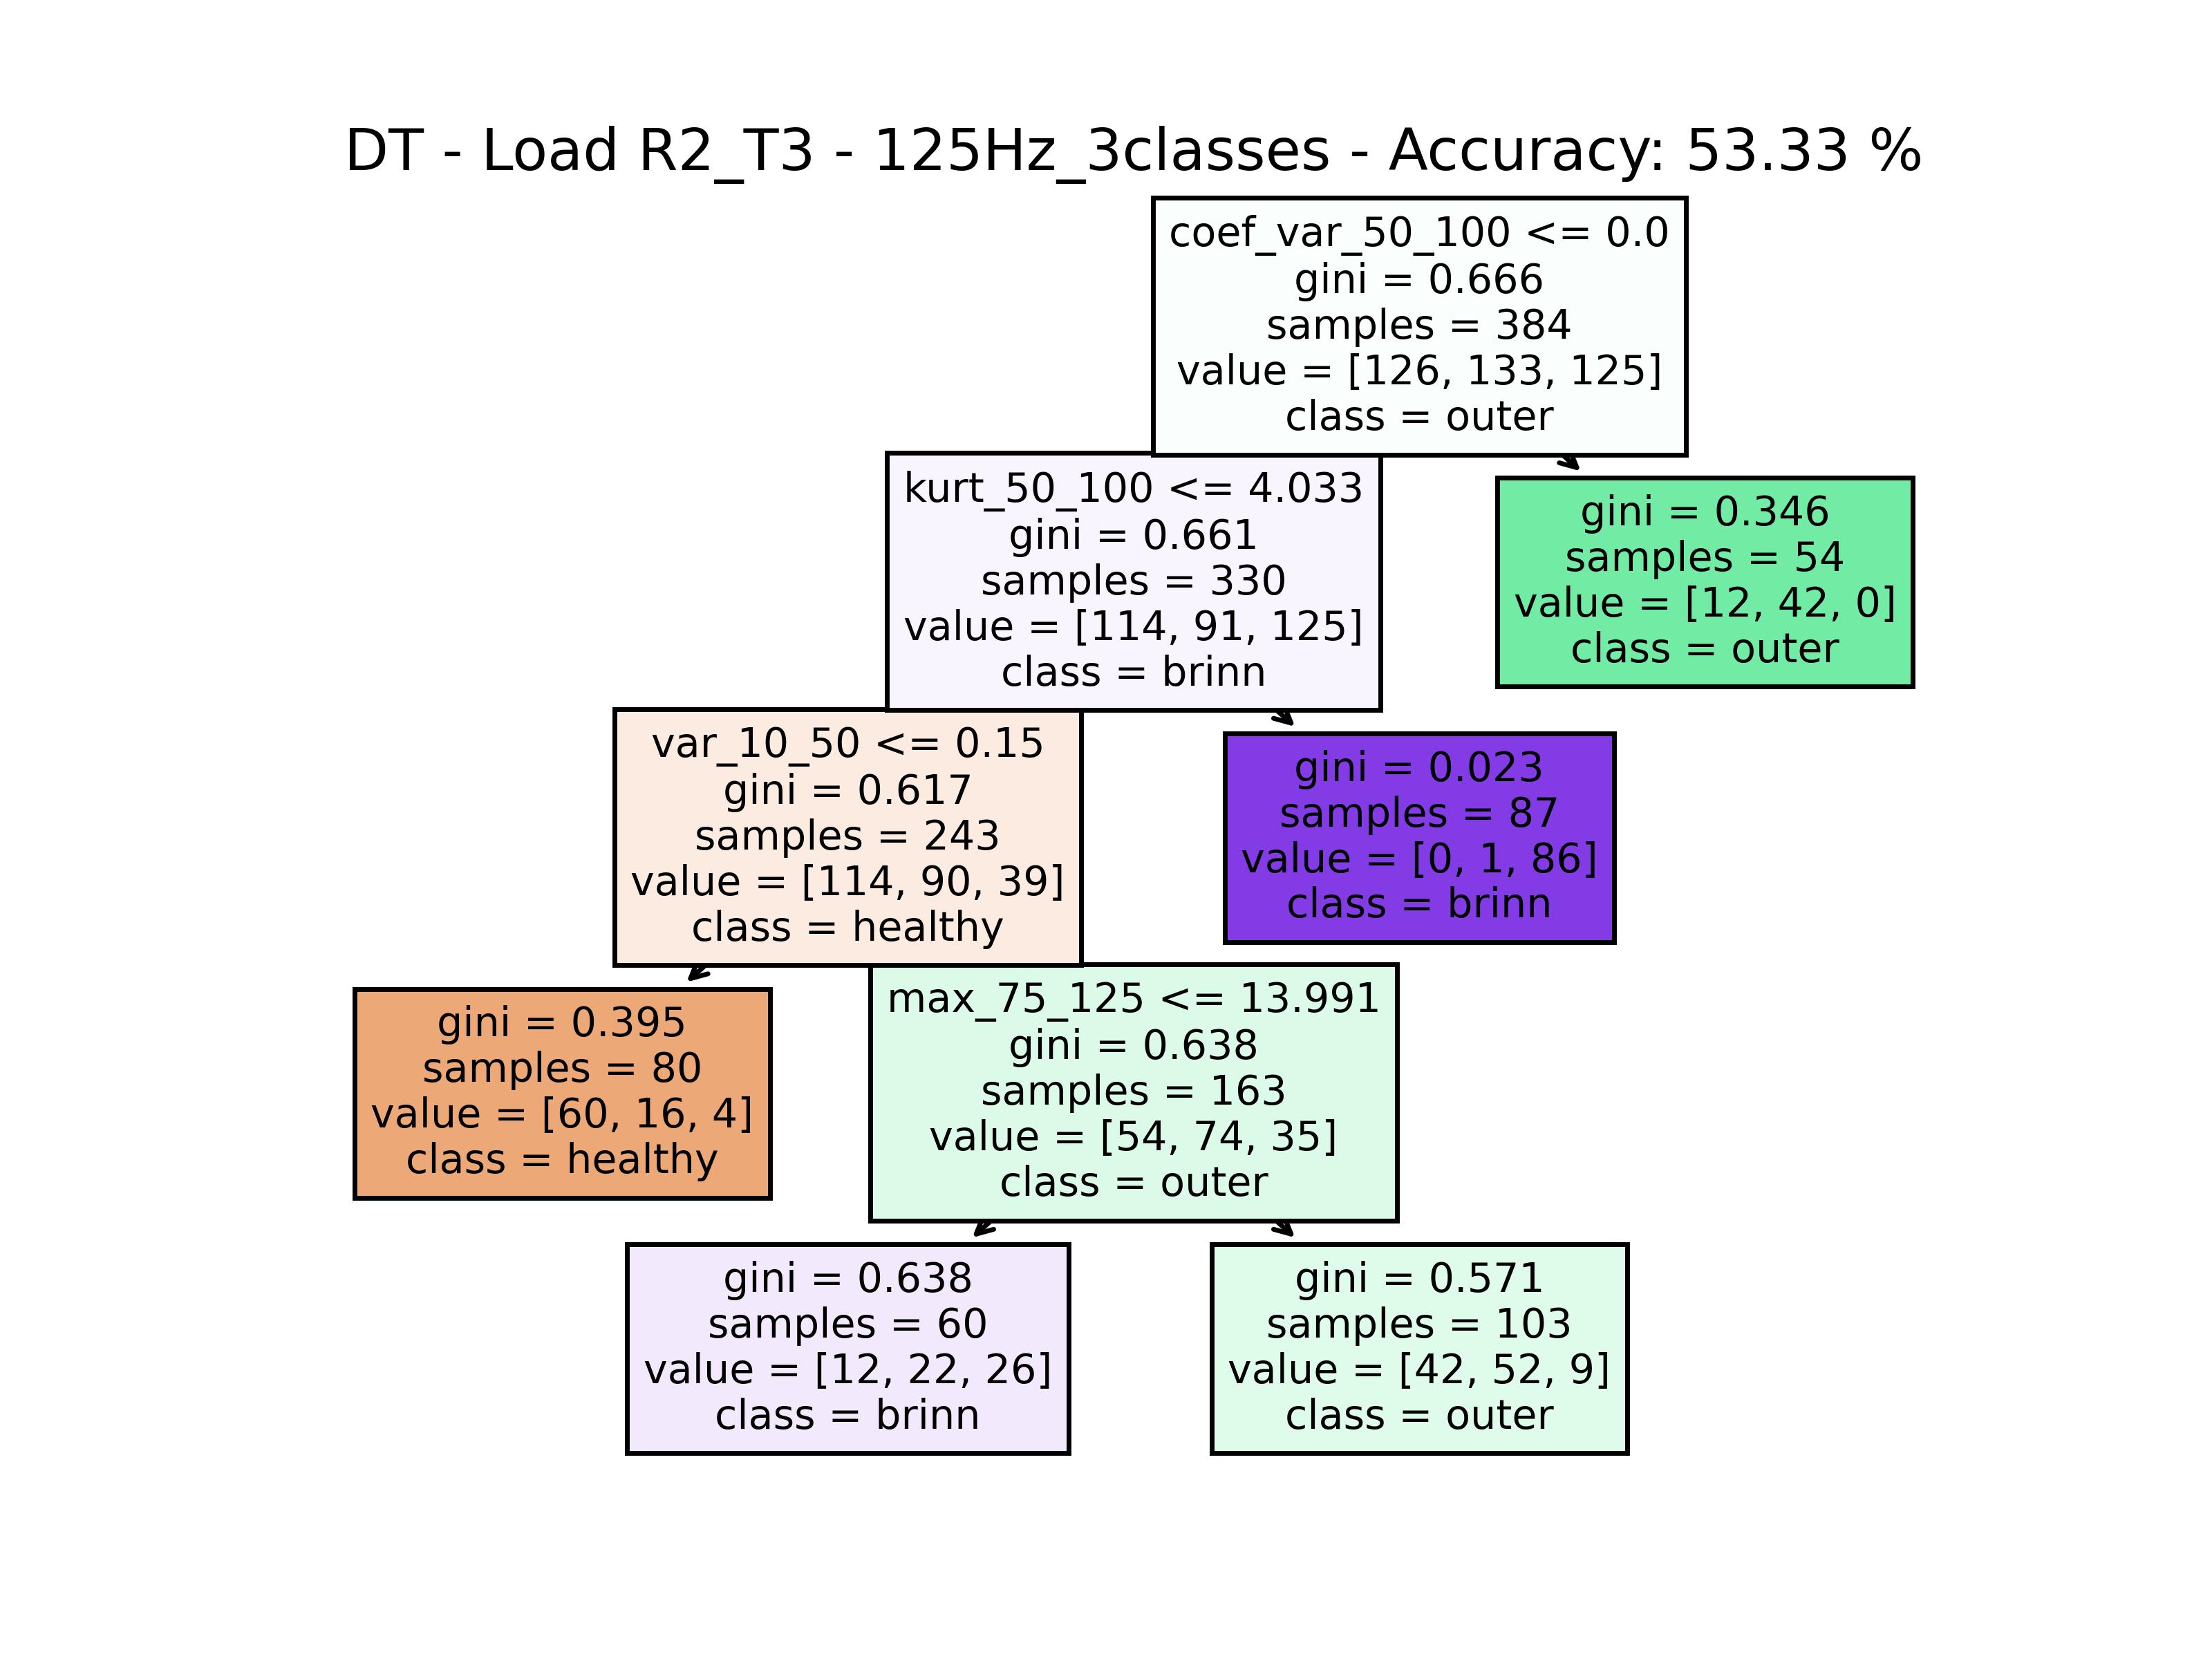 DT - Load R2_T3 - 125Hz_3classes - Accuracy: 53.33 %
coef_var_50_100 <= 0.0
gini = 0.666
samples = 384
value = [126, 133, 125]
class = outer
kurt_50_100 <= 4.033
gini = 0.661
samples = 330
value = [114, 91, 125]
class = brinn
gini = 0.346
samples = 54
value = [12, 42, 0]
class = outer
var_10_50 <= 0.15
gini = 0.617
samples = 243
value = [114, 90, 39]
class = healthy
gini = 0.023
samples = 87
value = [0, 1, 86]
class = brinn
gini = 0.395
samples = 80
value = [60, 16, 4]
class = healthy
max_75_125 <= 13.991
gini = 0.638
samples = 163
value = [54, 74, 35]
class = outer
gini = 0.638
samples = 60
value = [12, 22, 26]
class = brinn
gini = 0.571
samples = 103
value = [42, 52, 9]
class = outer